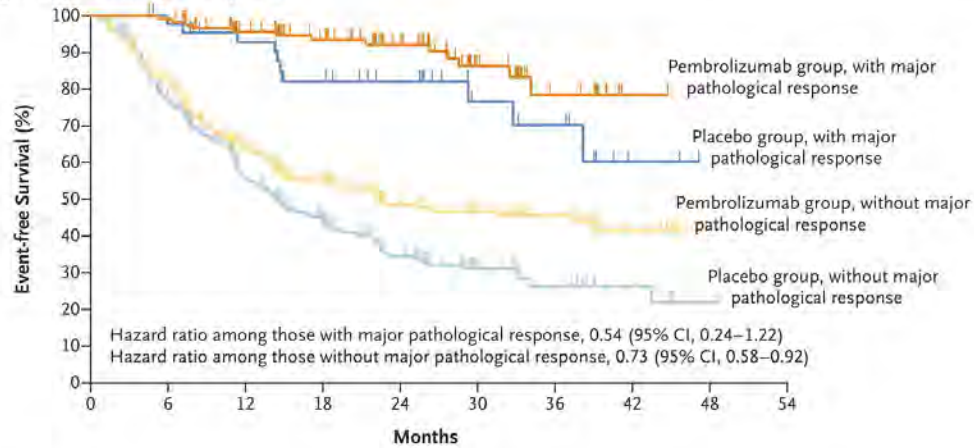 100
90
80
70
60
50
40
30
20
10
0
Event-free Survival (%)
Pembrolizumab group, with major
pathological response
Placebo group, with major
pathological response
Pembrolizumab group, without major
pathological response
Placebo group, without major
pathological response
Hazard ratio among those with major pathological response, 0.54 (95% CI, 0.24–1.22)
Hazard ratio among those without major pathological response, 0.73 (95% CI, 0.58–0.92)
0 6 12 18 24 30 36 42 48 54
Months